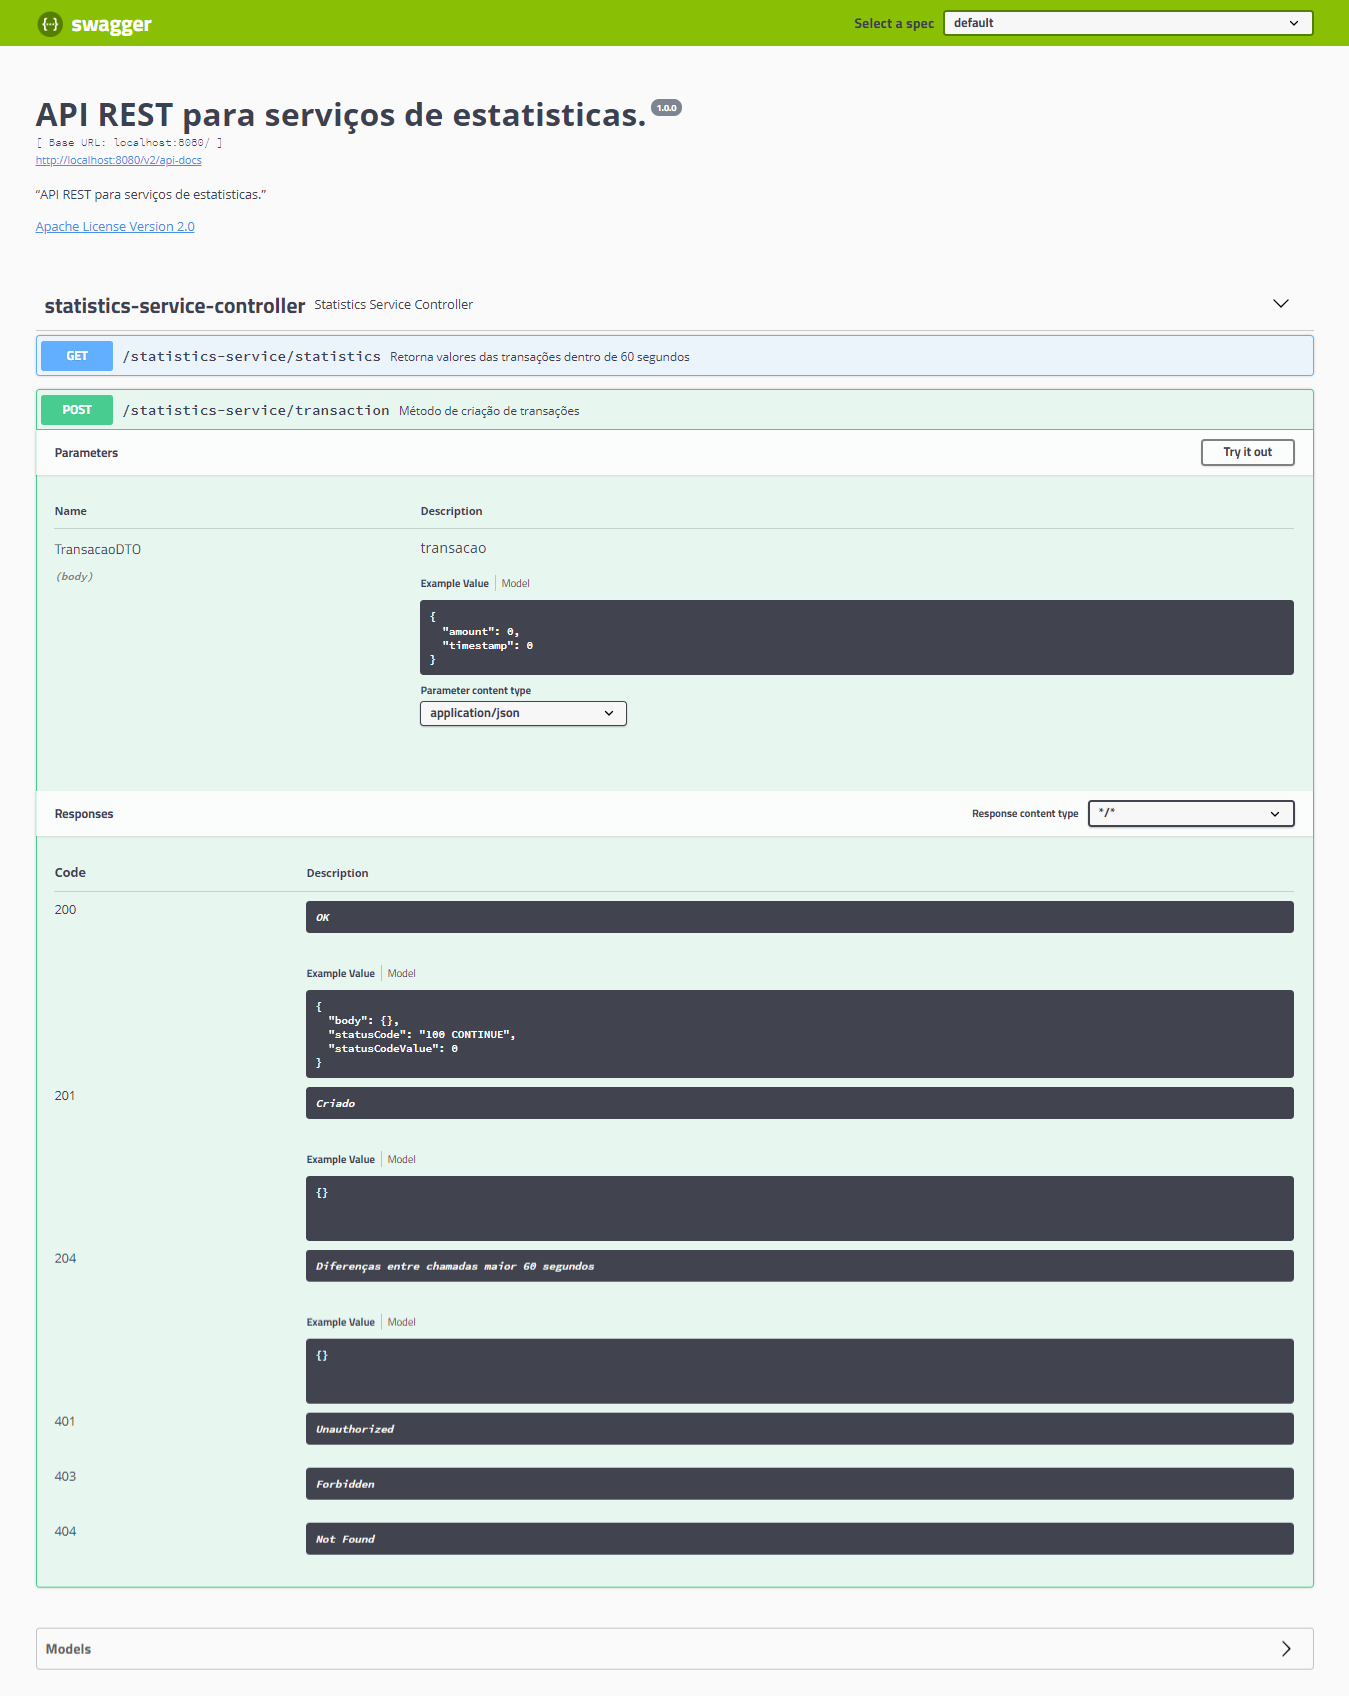 swagger
Select a spec
default
API REST para serviços de estatisticas. 1.0.0
[ Base URL: localhost:8080/ ]
http://localhost:8080/v2/api-docs
“API REST para serviços de estatisticas.”
Apache License Version 2.0
statistics-service-controller Statistics Service Controller
GET /statistics-service/statistics Retorna valores das transações dentro de 60 segundos
POST /statistics-service/transaction Método de criação de transações
Parameters
Try it out
Name Description
TransacaoDTO transacao
(body)
Example Value Model
{
"amount": 0,
"timestamp": 0
}
Parameter content type
application/json
Responses
Response content type */*
Code Description
200 OK
Example Value Model
{
"body": {},
"statusCode": "100 CONTINUE",
"statusCodeValue": 0
}
201 Criado
Example Value Model
{}
204 Diferenças entre chamadas maior 60 segundos
Example Value Model
{}
401 Unauthorized
403 Forbidden
404 Not Found
Models